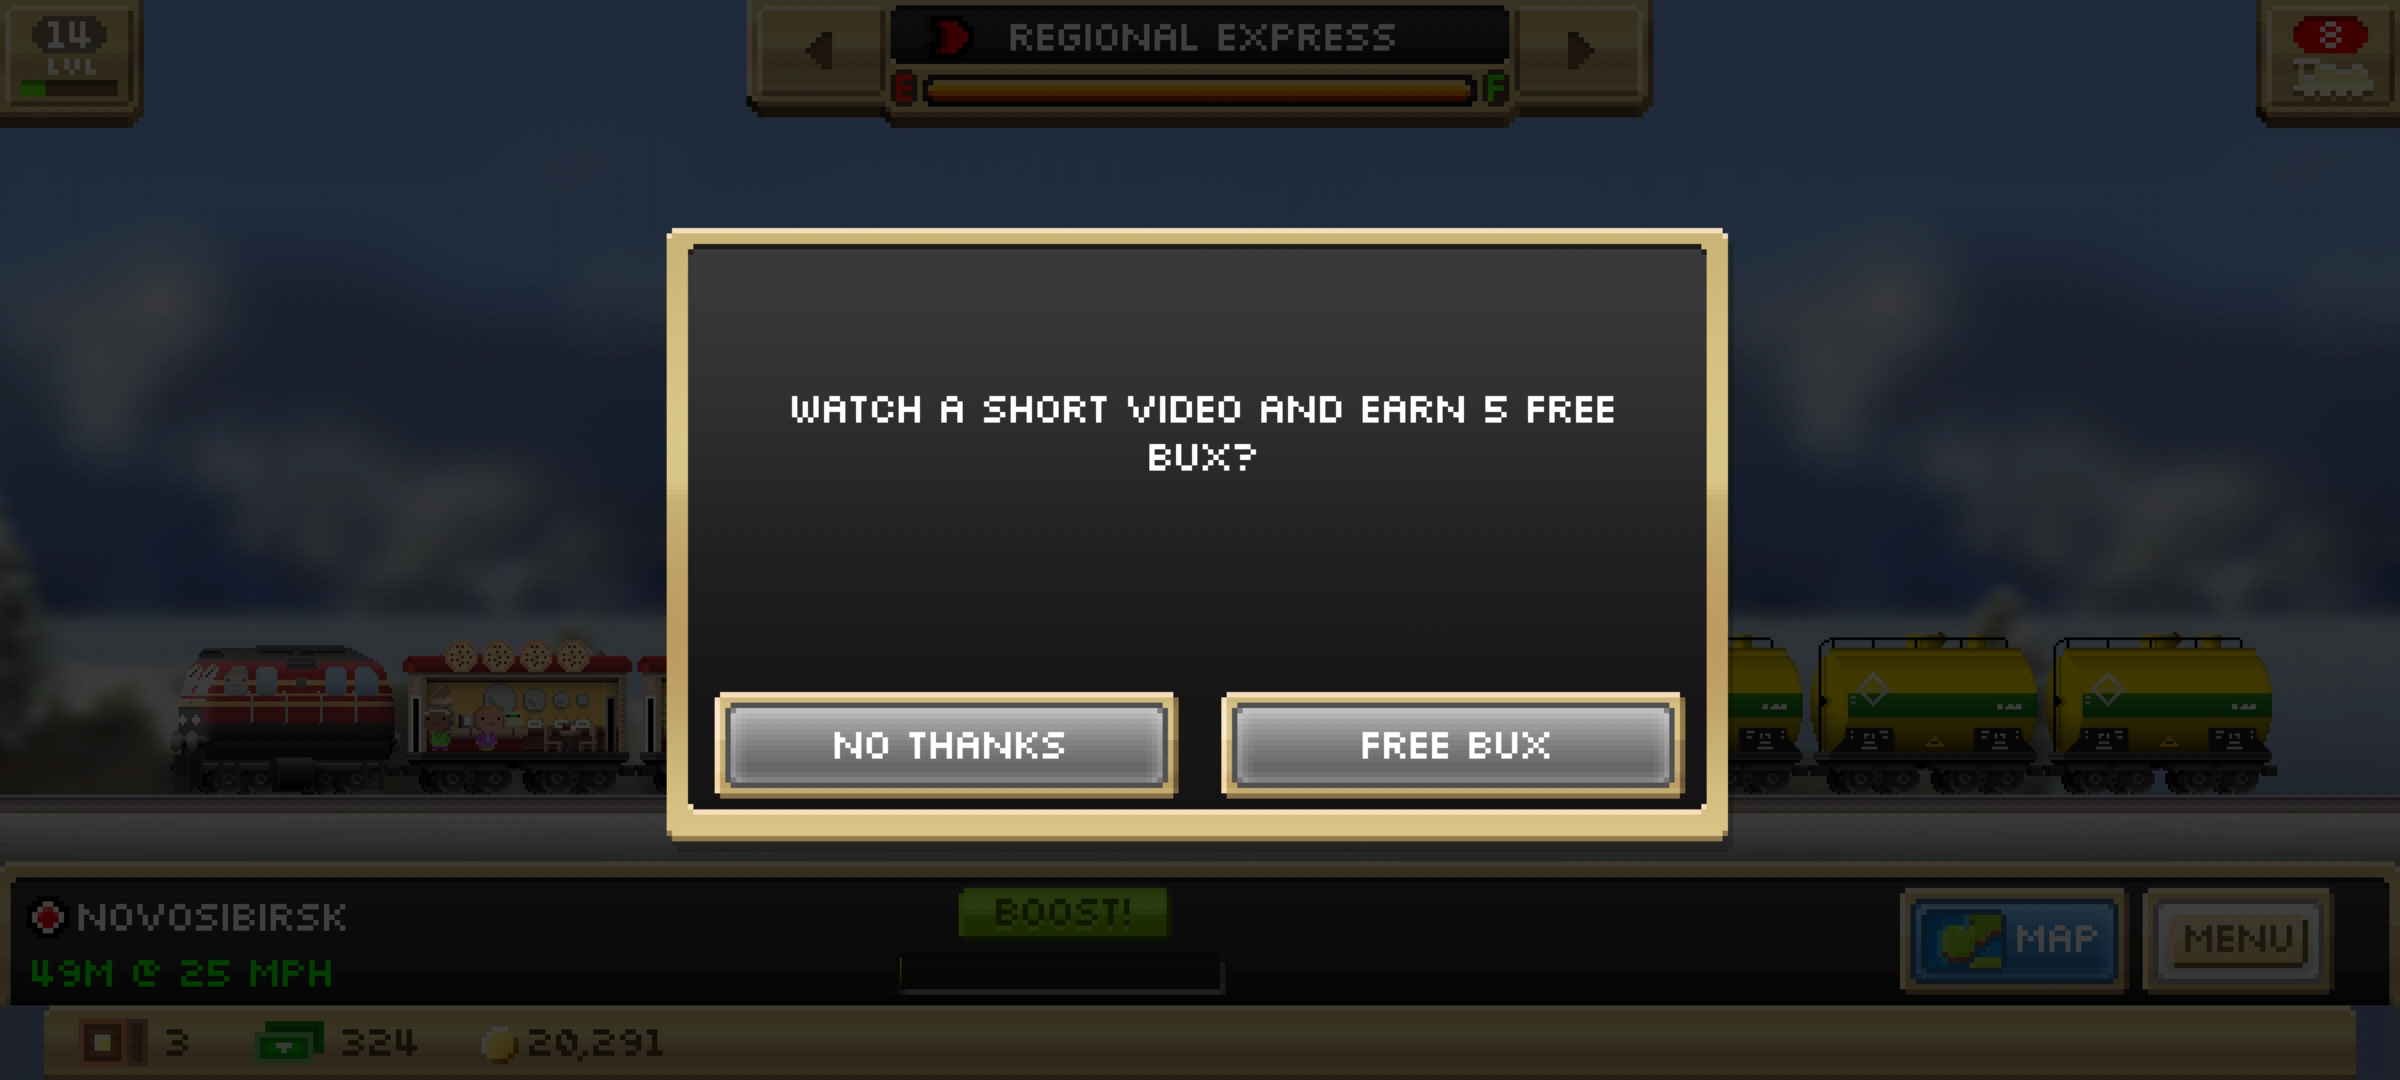 14
LVL
REGIONAL EXPRESS
E F
8
WATCH A SHORT VIDEO AND EARN 5 FREE
BUX?
NO THANKS
FREE BUX
NOVOSIBIRSK
49M @ 25 MPH
BOOST!
MAP
MENU
3
324
20,291